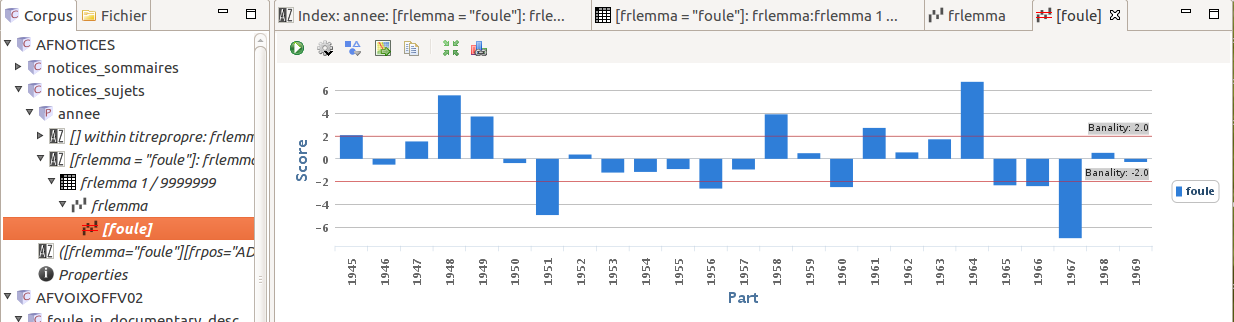 Corpus
Fichier
AFNOTICES
notices_sommaires
notices_sujets
annee
[] within titrepropre: frlemm
[frlemma = "foule"]: frlemma
frlemma 1 / 9999999
frlemma
[foule]
([frlemma="foule"][frpos="AD
Properties
AFVOIXOFFV02
foule_in_documentary_desc
Index: annee: [frlemma = "foule"]: frle...
[frlemma = "foule"]: frlemma:frlemma 1 ...
frlemma
[foule]
Score
6
4
2
0
−2
−4
−6
Banality: 2.0
Banality: -2.0
foule
1945 1946 1947 1948 1949 1950 1951 1952 1953 1954 1955 1956 1957 1958 1959 1960 1961 1962 1963 1964 1965 1966 1967 1968 1969
Part